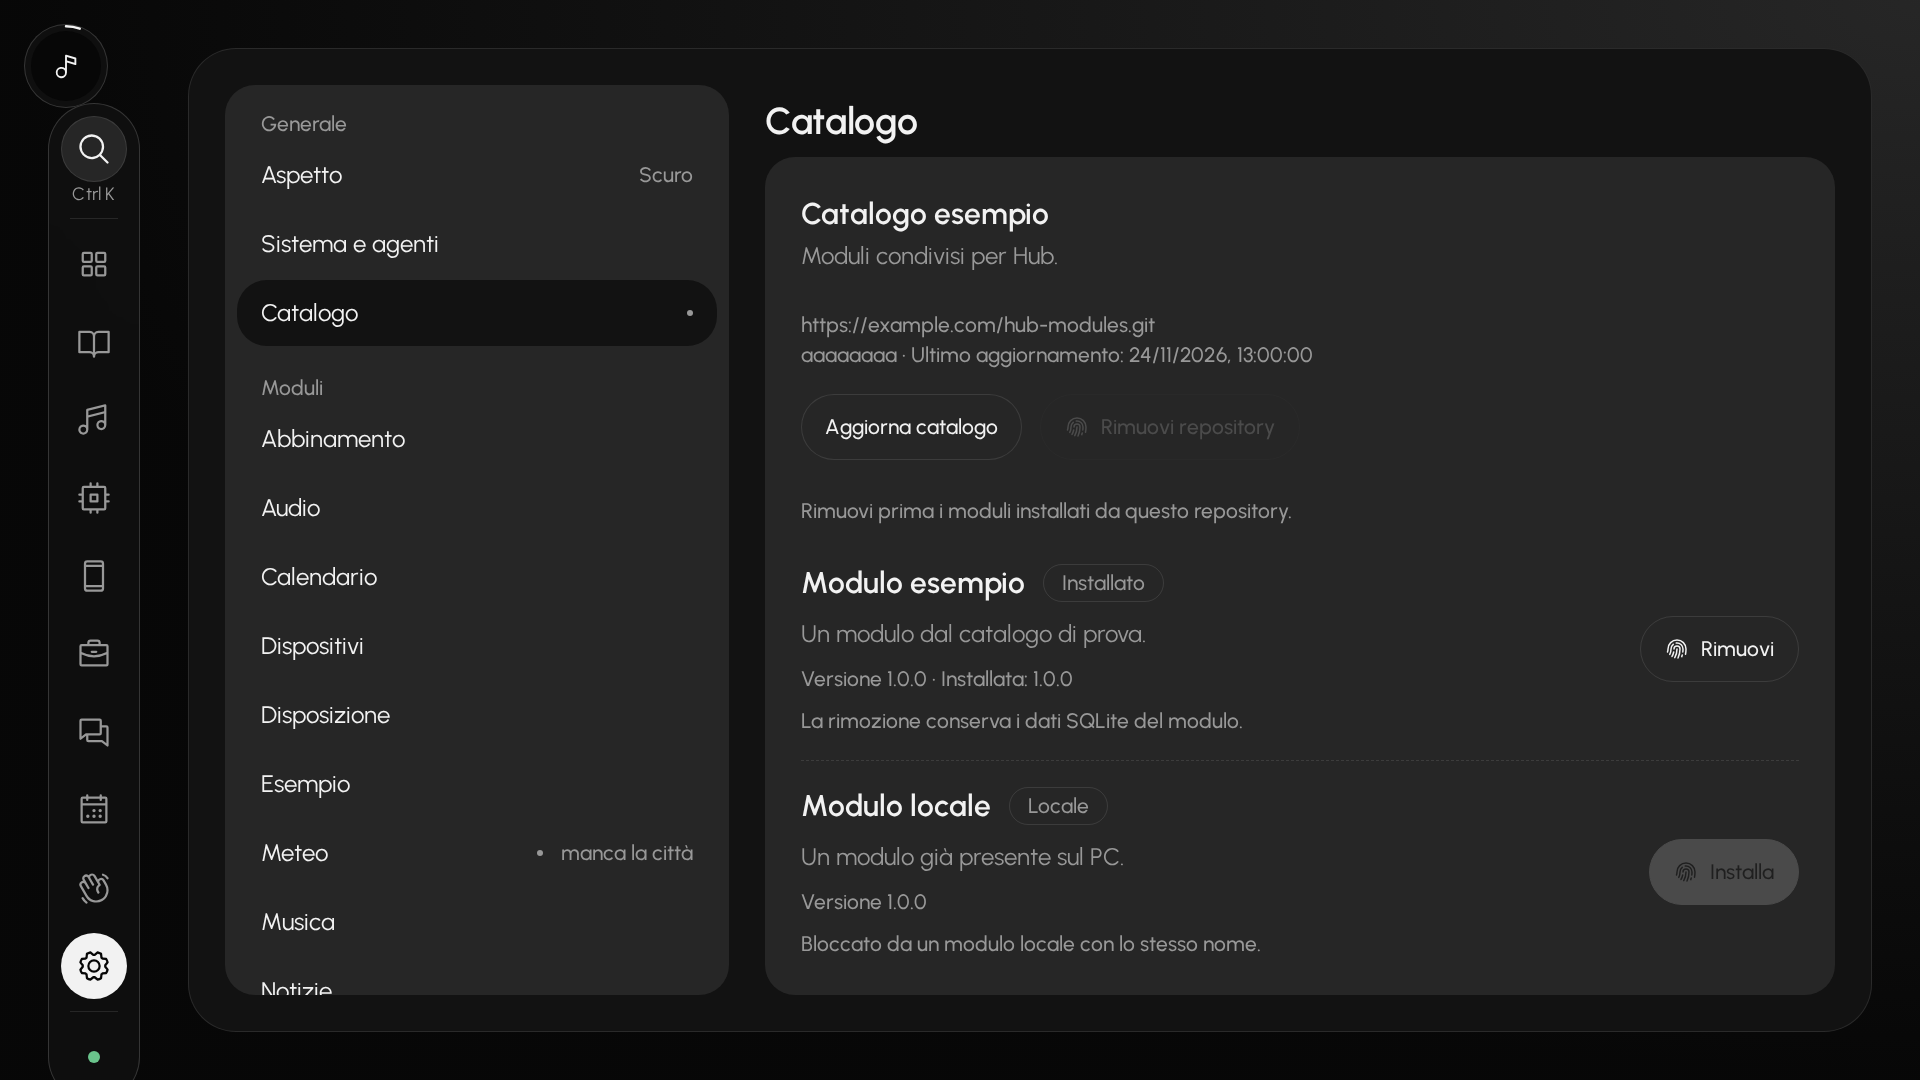 Ctrl K
Generale
Aspetto
Scuro
Sistema e agenti
Catalogo
Moduli
Abbinamento
Audio
Calendario
Dispositivi
Disposizione
Esempio
Meteo
• manca la città
Musica
Notizie
Catalogo
Catalogo esempio
Moduli condivisi per Hub.
https://example.com/hub-modules.git
aaaaaaaa · Ultimo aggiornamento: 24/11/2026, 13:00:00
Aggiorna catalogo
Rimuovi repository
Rimuovi prima i moduli installati da questo repository.
Modulo esempio
Installato
Un modulo dal catalogo di prova.
Versione 1.0.0 · Installata: 1.0.0
La rimozione conserva i dati SQLite del modulo.
Rimuovi
Modulo locale
Locale
Un modulo già presente sul PC.
Versione 1.0.0
Bloccato da un modulo locale con lo stesso nome.
Installa